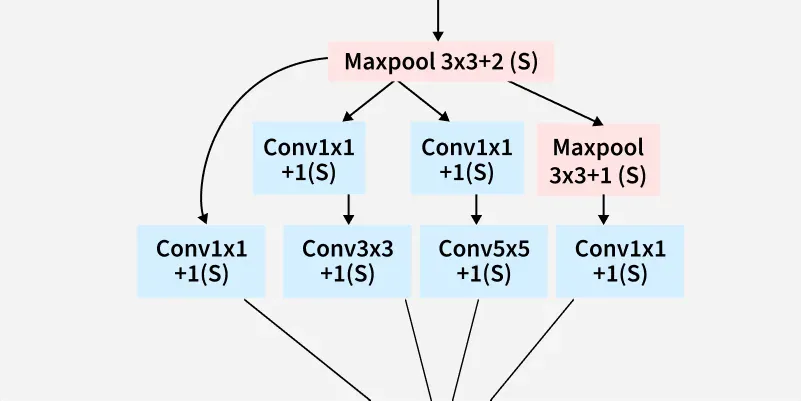 Maxpool 3x3+2 (S)
Conv1x1
+1(S)
Conv1x1
+1(S)
Maxpool
3x3+1 (S)
Conv1x1
+1(S)
Conv3x3
+1(S)
Conv5x5
+1(S)
Conv1x1
+1(S)